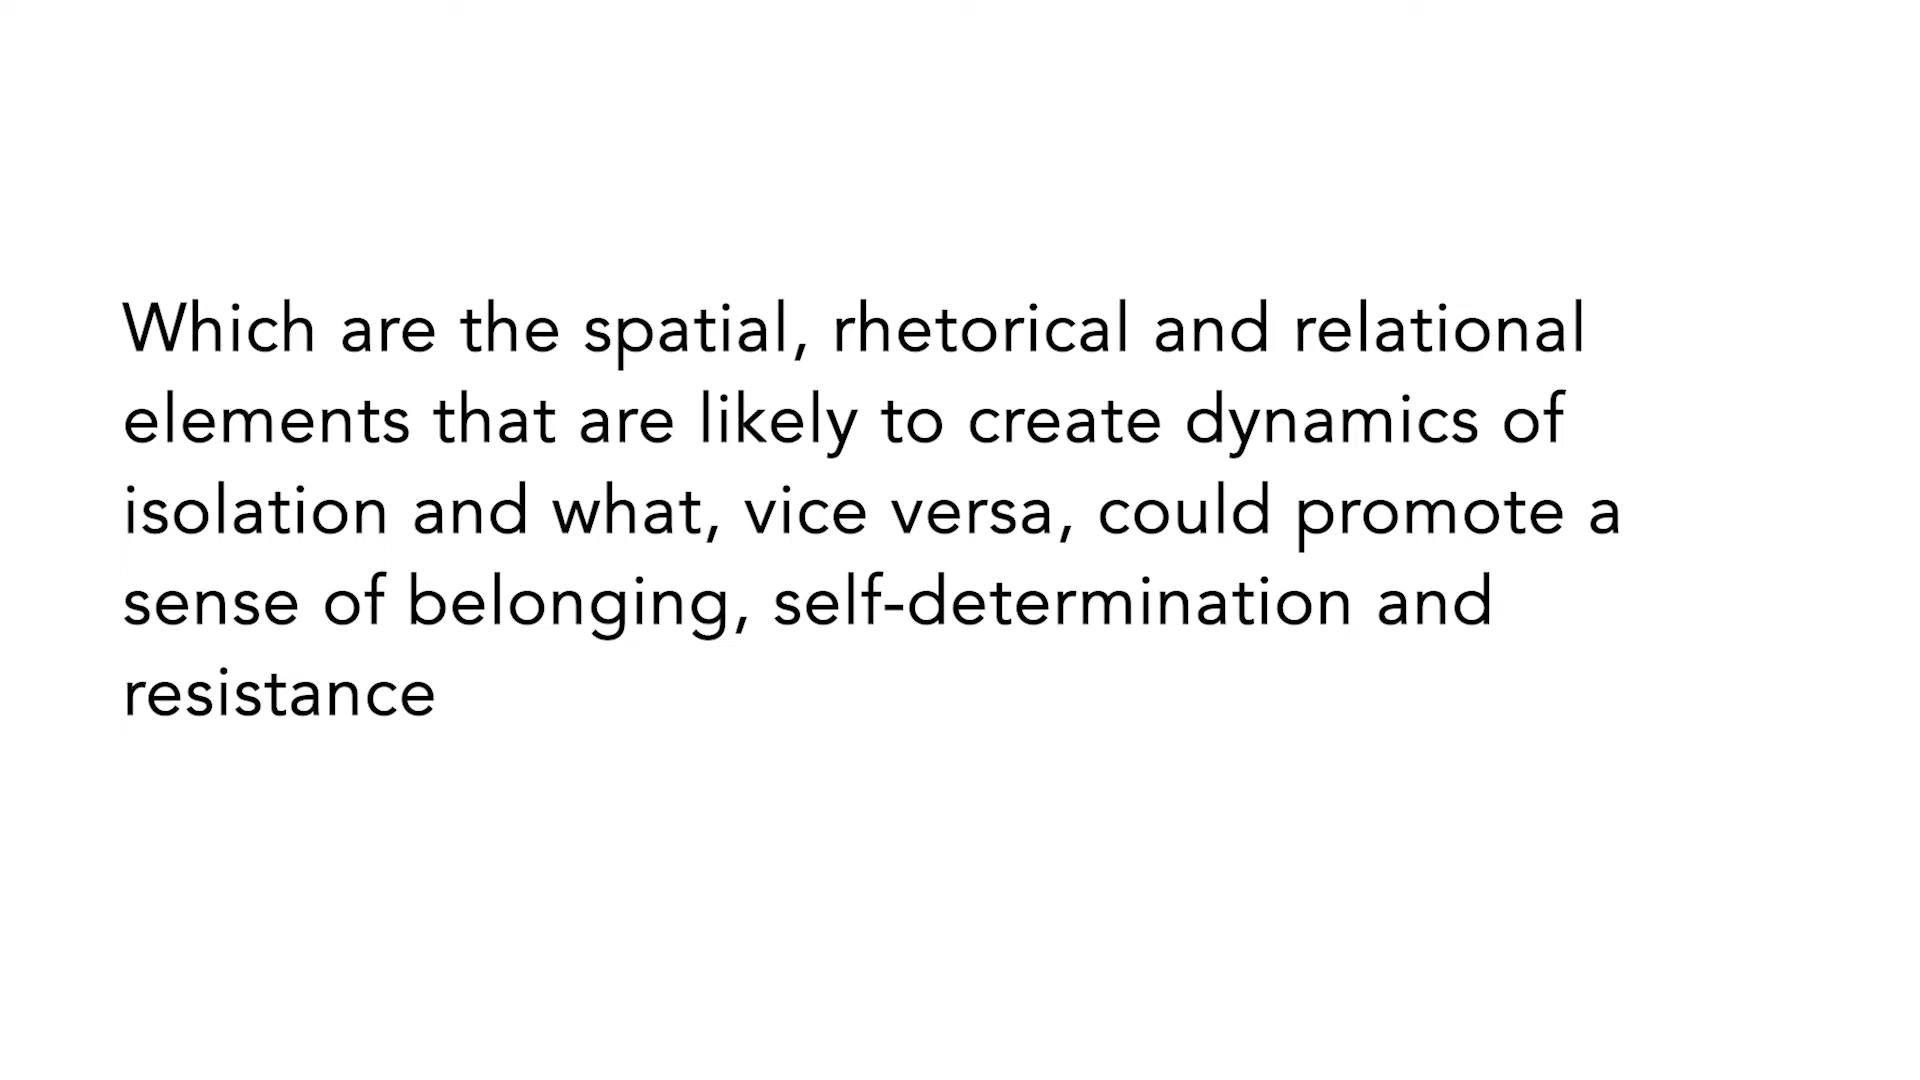 Which are the spatial, rhetorical and relational
elements that are likely to create dynamics of
isolation and what, vice versa, could promote a
sense of belonging, self-determination and
resistance